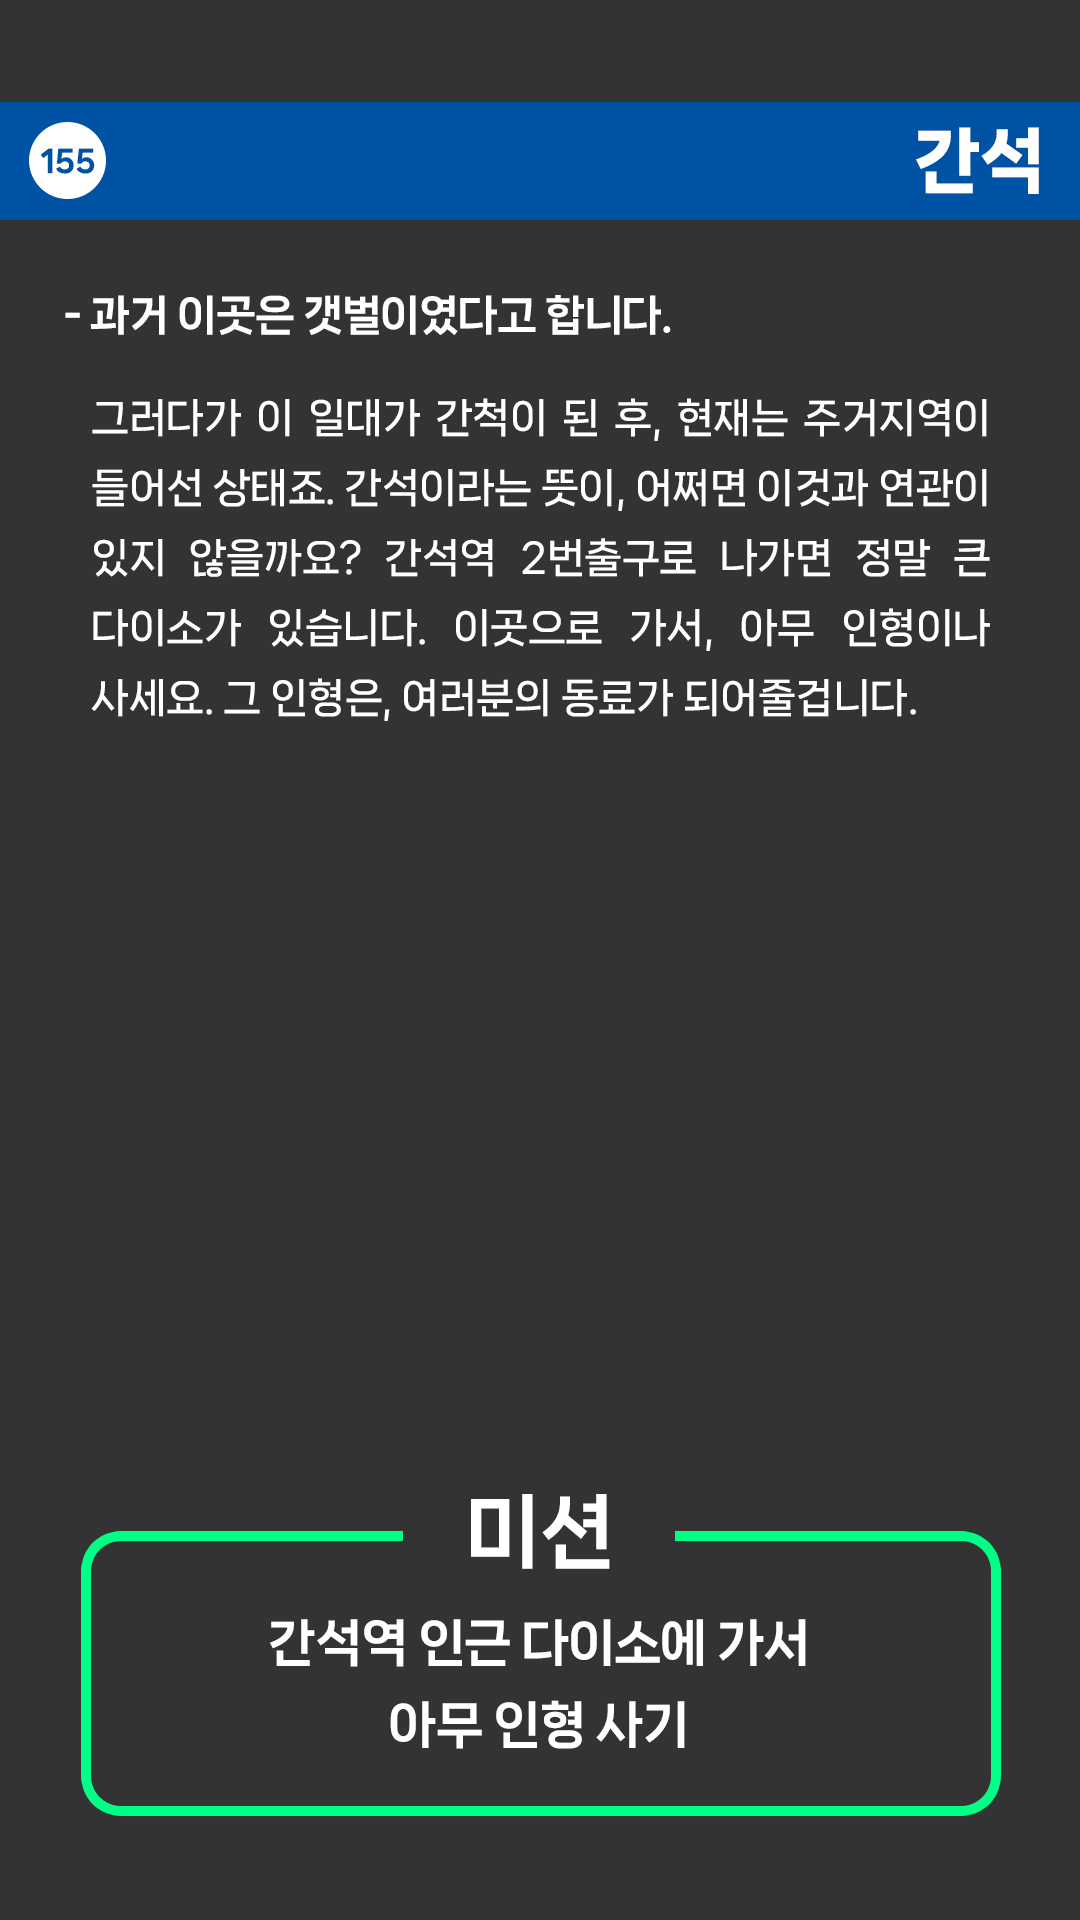 155
간석
- 과거 이곳은 갯벌이였다고 합니다.
그러다가 이 일대가 간척이 된 후, 현재는 주거지역이
들어선 상태죠. 간석이라는 뜻이, 어쩌면 이것과 연관이
있지 않을까요? 간석역 2번출구로 나가면 정말 큰
다이소가 있습니다. 이곳으로 가서, 아무 인형이나
사세요. 그 인형은, 여러분의 동료가 되어줄겁니다.
미션
간석역 인근 다이소에 가서
아무 인형 사기